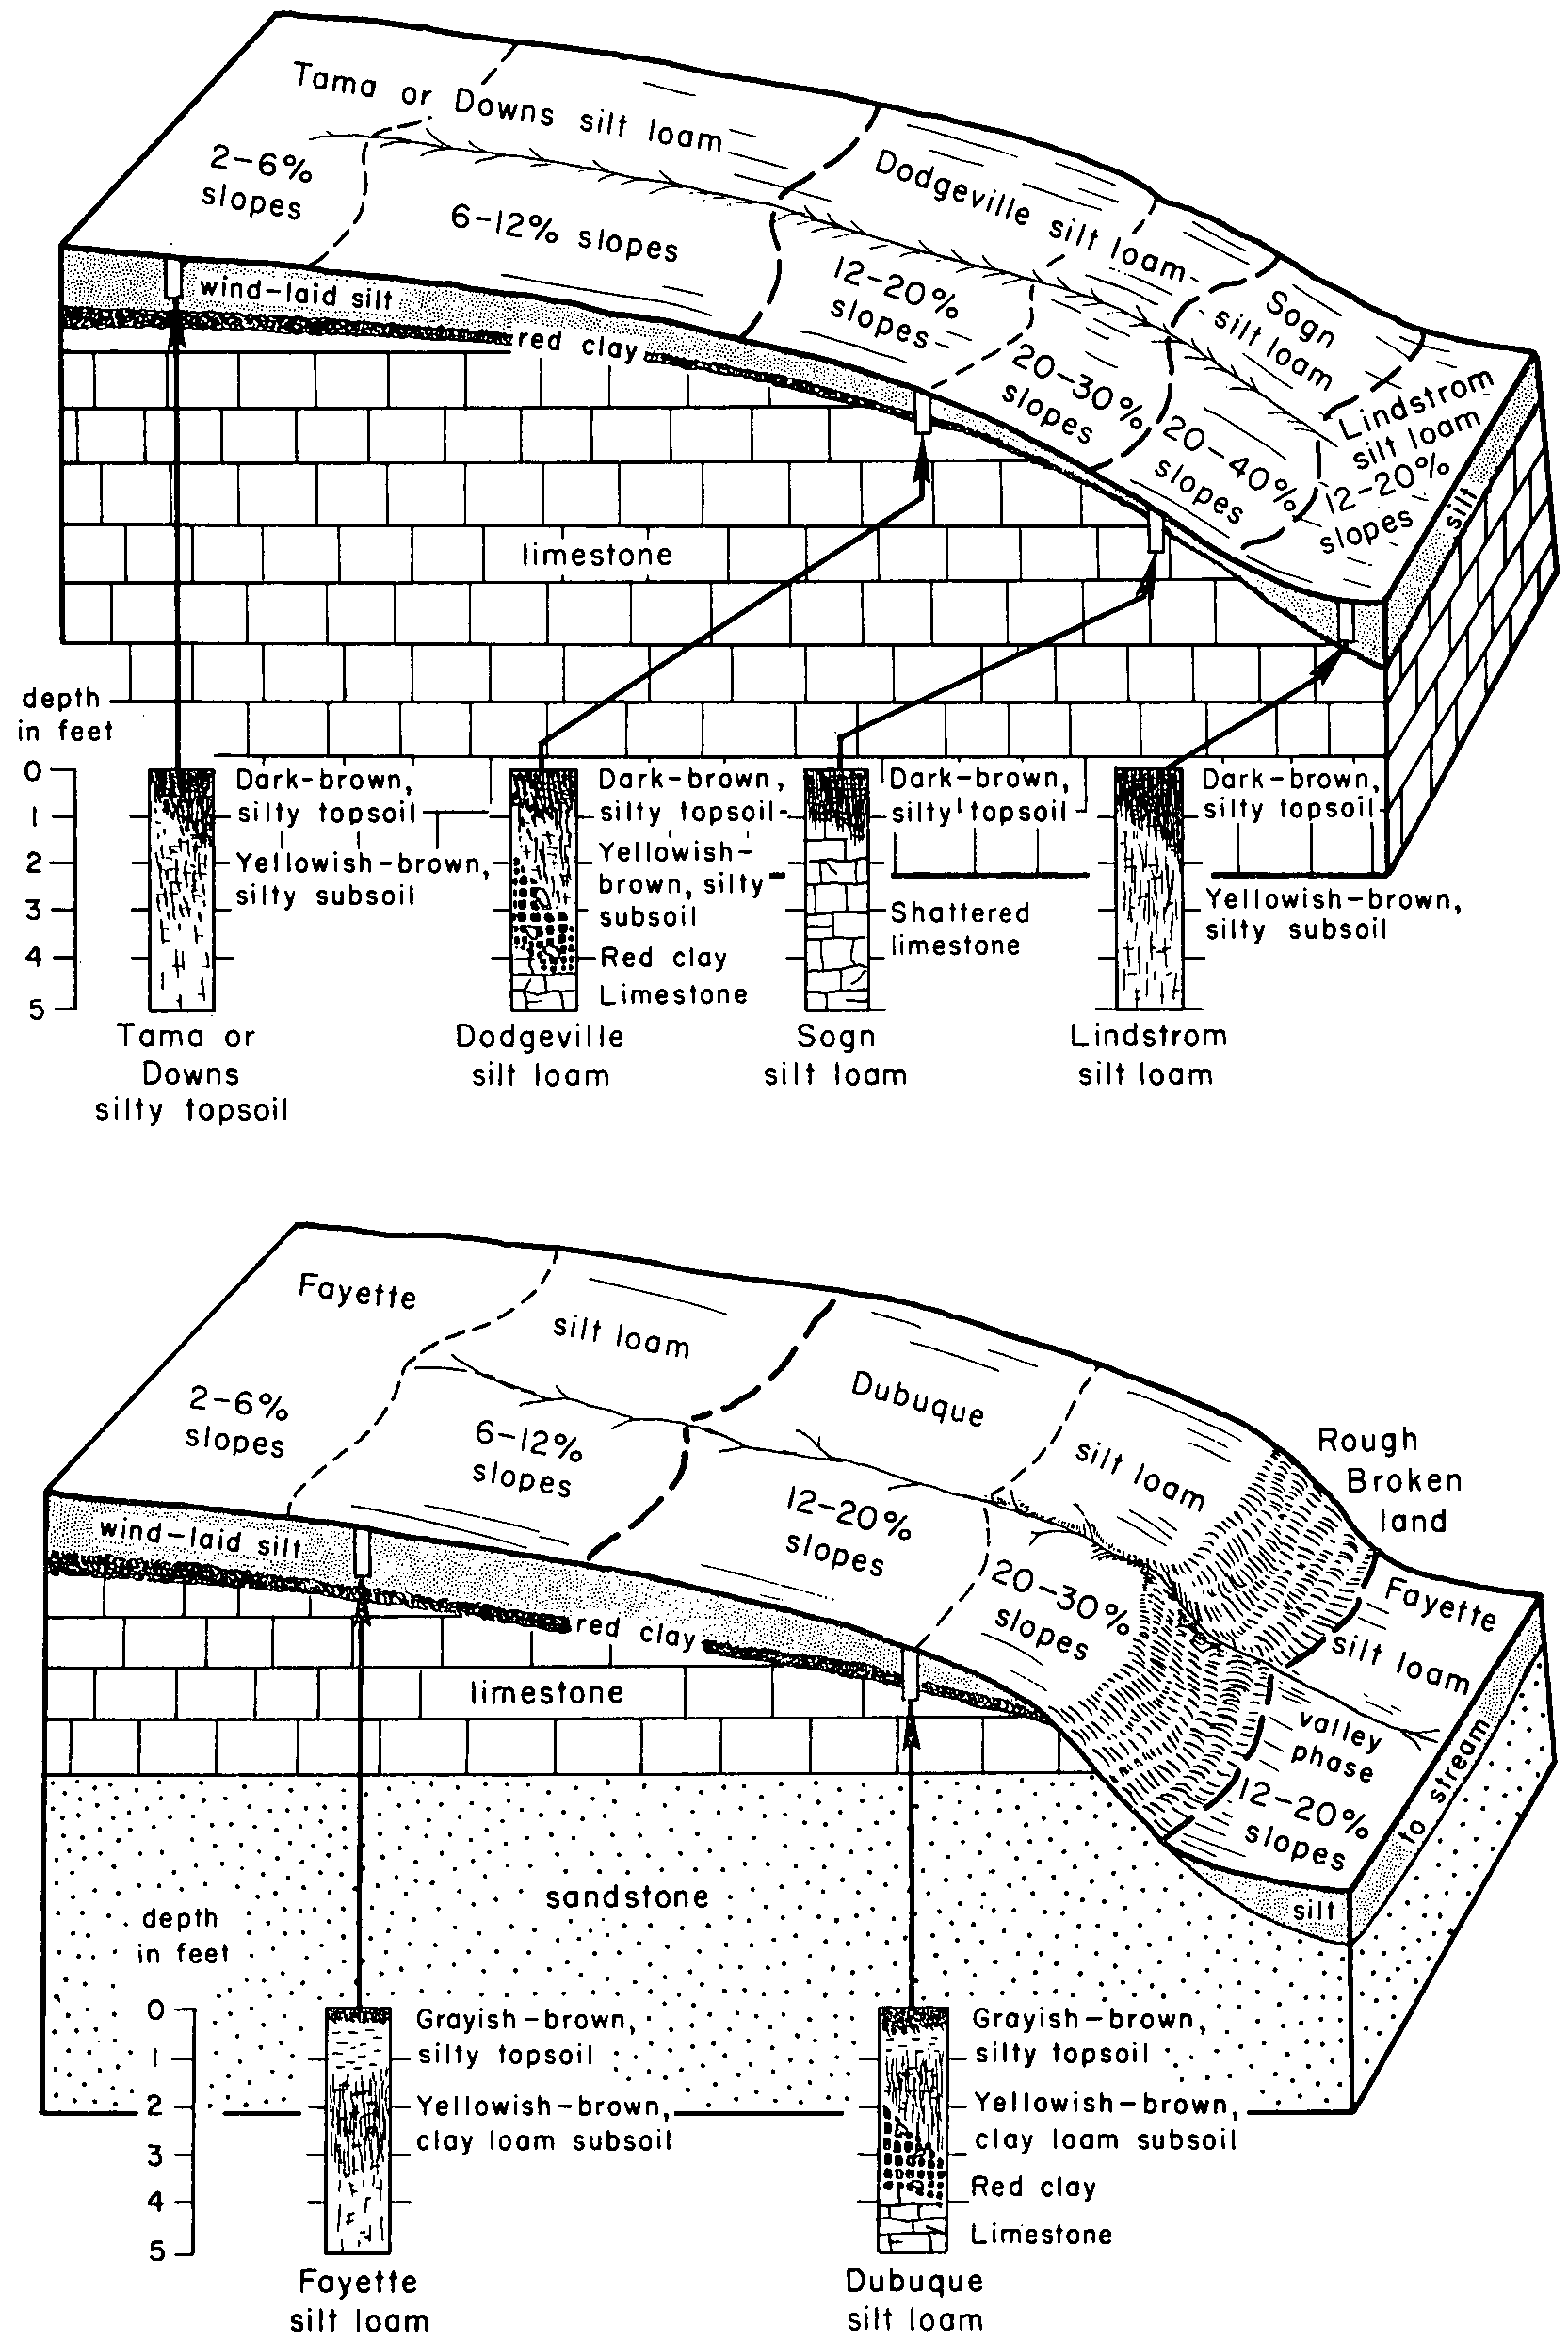 Tama or Downs silt loam
2-6%
slopes
6-12% slopes
Dodgeville silt loam
12-20%
slopes
20-30%
slopes
Sogn
silt loam
20-40%
slopes
Lindstrom
silt loam
12-20%
slopes
silt
wind-laid silt
red clay
limestone
depth
in feet
0
1
2
3
4
5
Dark-brown,
silty topsoil
Yellowish-brown,
silty subsoil
Tama or
Downs
silty topsoil
Dark-brown,
silty topsoil
Yellowish-
brown, silty
subsoil
Red clay
Limestone
Dodgeville
silt loam
Dark-brown,
silty topsoil
Shattered
limestone
Sogn
silt loam
Dark-brown,
silty topsoil
Yellowish-brown,
silty subsoil
Lindstrom
silt loam
Fayette
silt loam
2-6%
slopes
6-12%
slopes
Dubuque
silt loam
12-20%
slopes
20-30%
slopes
Rough
Broken
land
Fayette
silt loam
valley
phase
12-20%
slopes
to stream
silt
wind-laid silt
red clay
limestone
sandstone
depth
in feet
0
1
2
3
4
5
Grayish-brown,
silty topsoil
Yellowish-brown,
clay loam subsoil
Fayette
silt loam
Grayish-brown,
silty topsoil
Yellowish-brown,
clay loam subsoil
Red clay
Limestone
Dubuque
silt loam